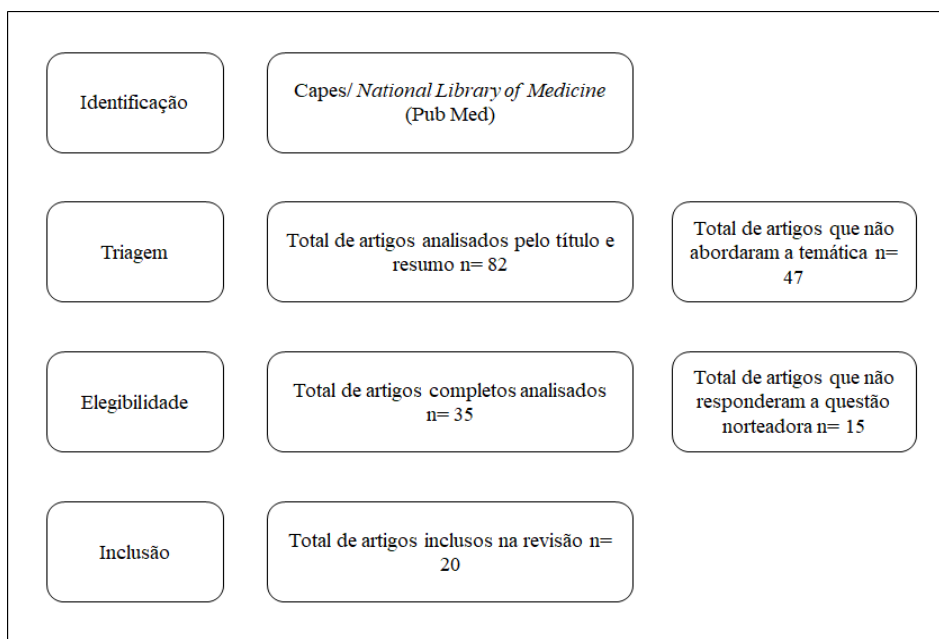 Identificação
Capes/ National Library of Medicine
(Pub Med)
Triagem
Total de artigos analisados pelo título e
resumo n= 82
Total de artigos que não
abordaram a temática n=
47
Elegibilidade
Total de artigos completos analisados
n= 35
Total de artigos que não
responderam a questão
norteadora n= 15
Inclusão
Total de artigos inclusos na revisão n=
20